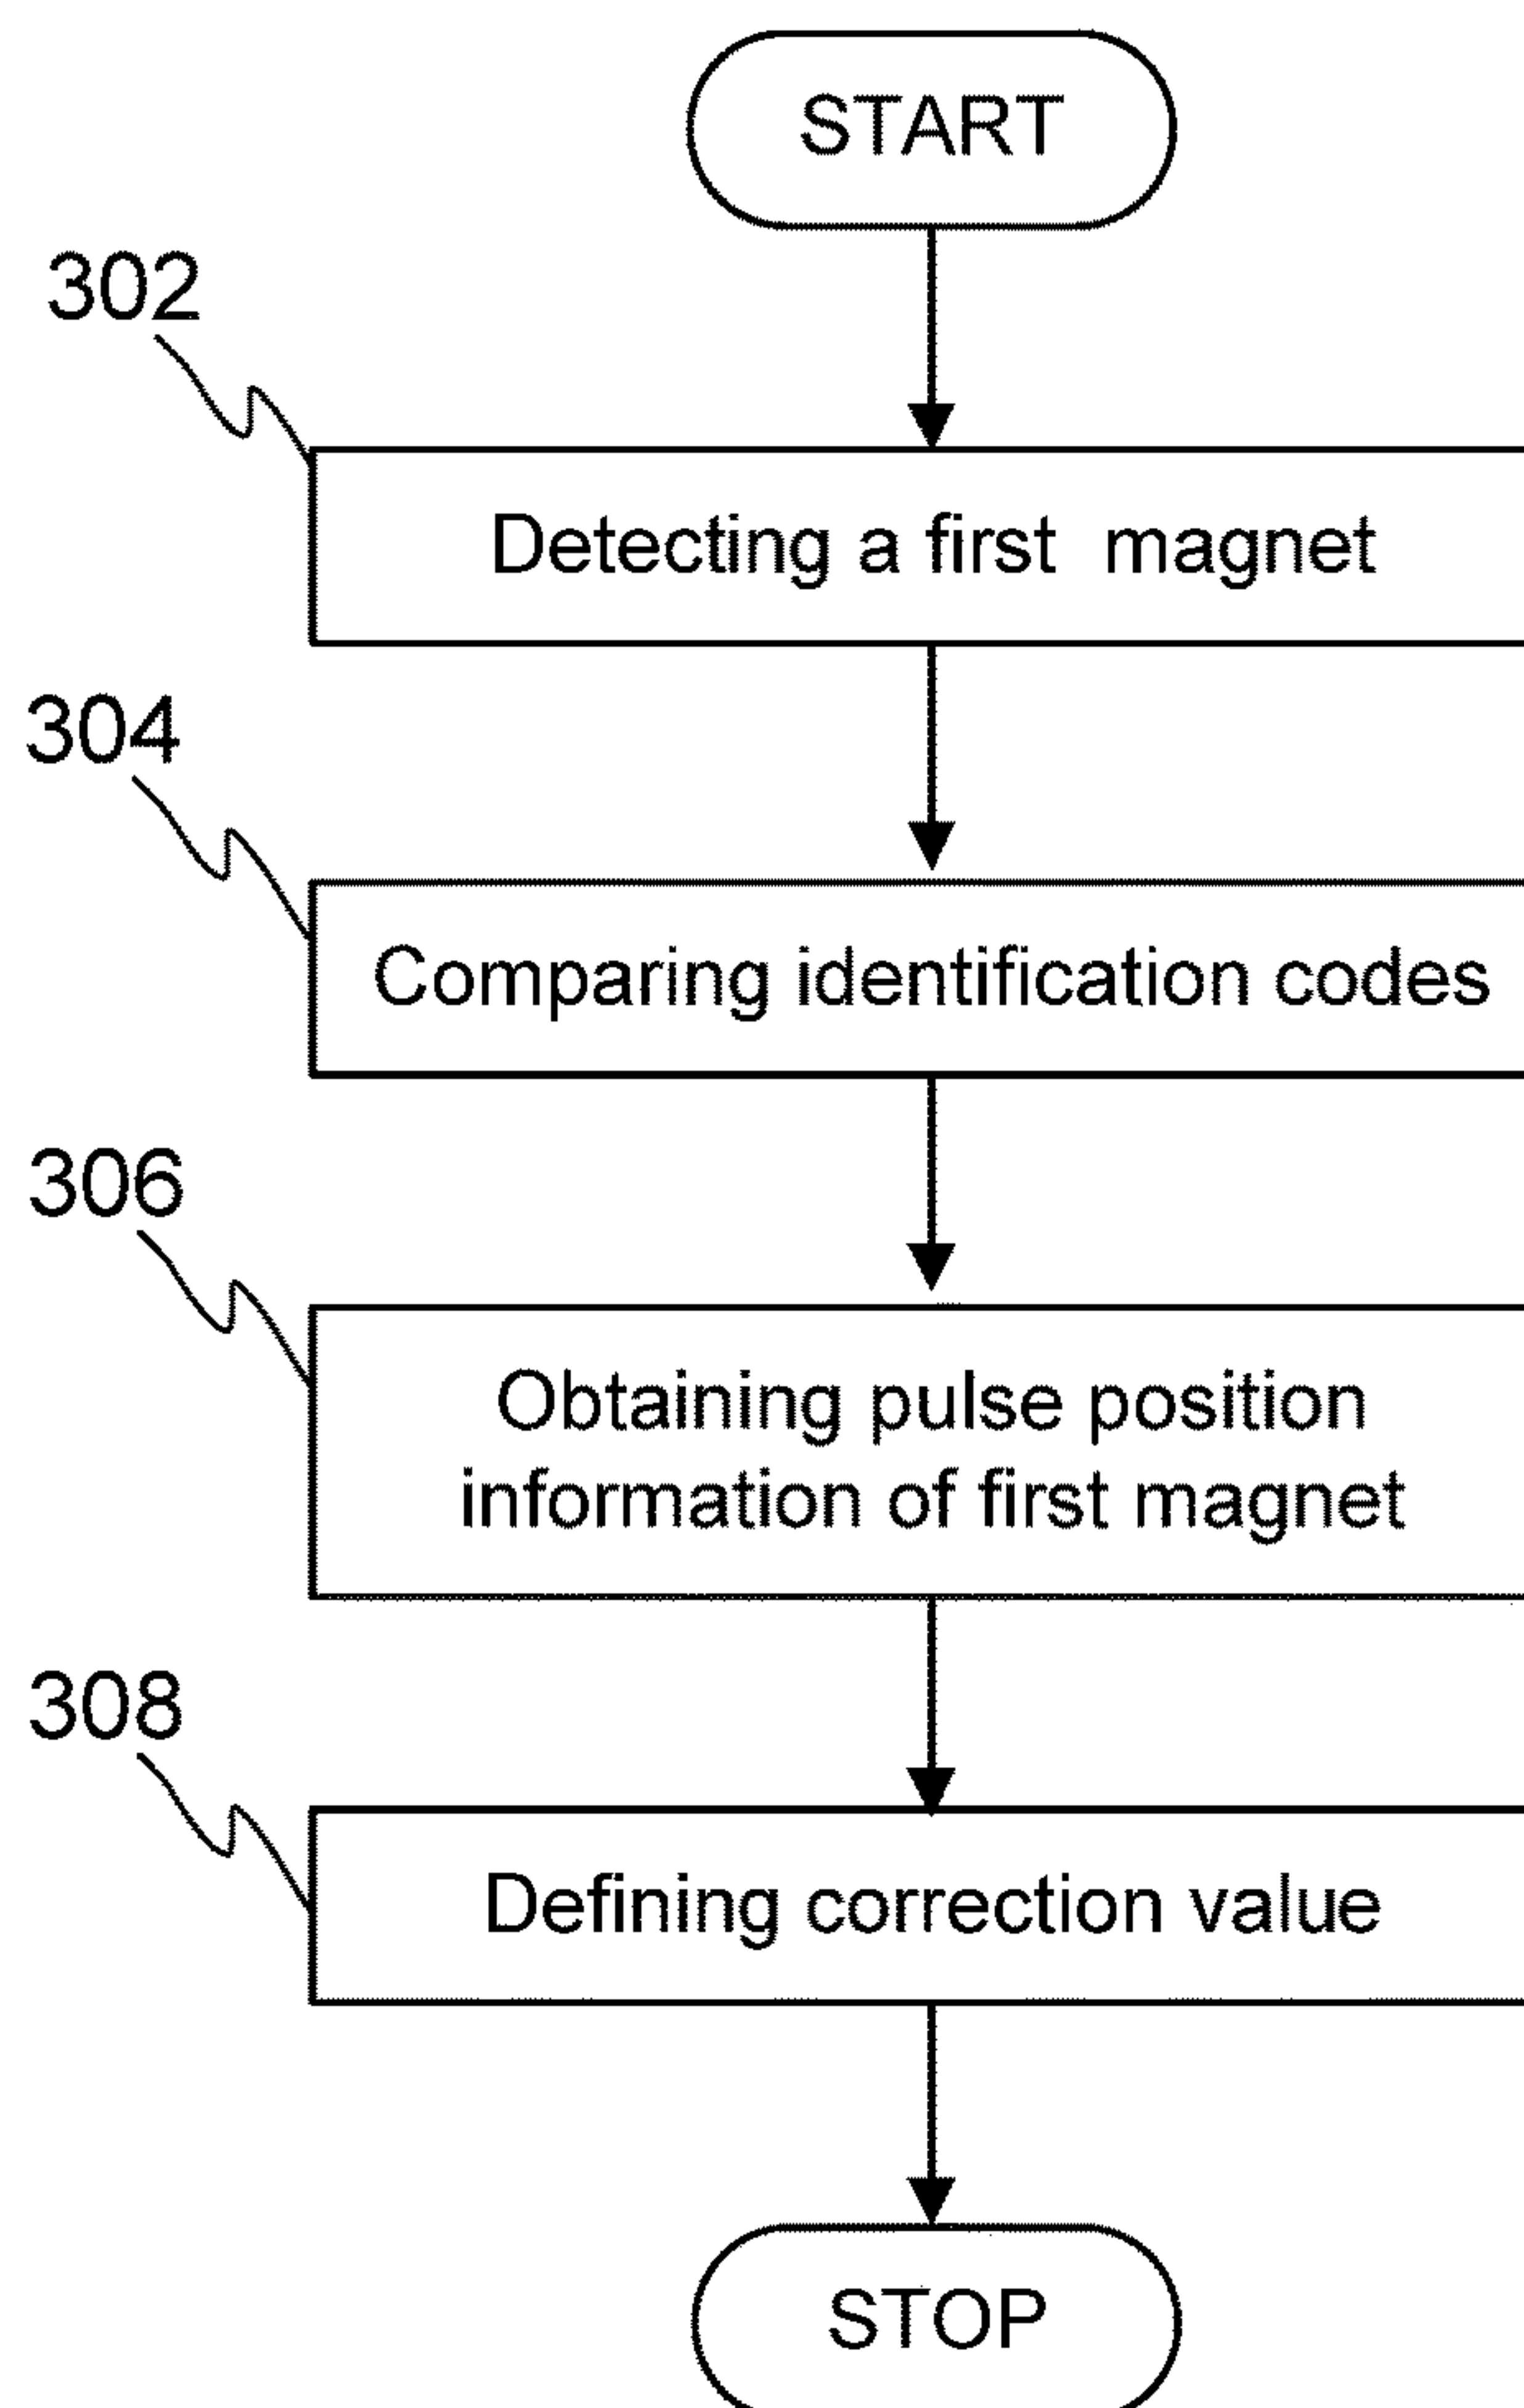 START
302
Detecting a first magnet
304
Comparing identification codes
306
Obtaining pulse position
information of first magnet
308
Defining correction value
STOP